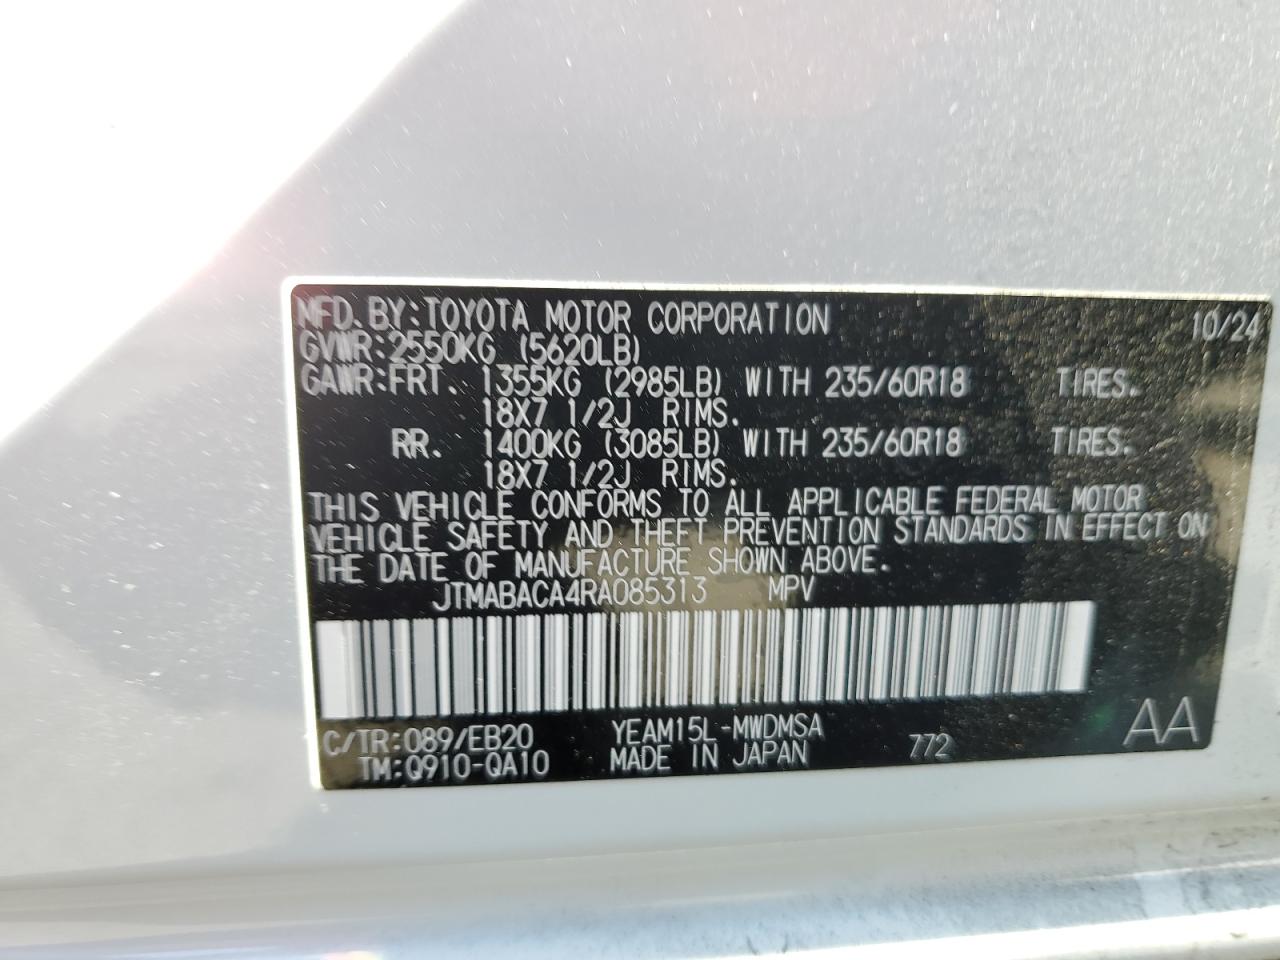 MFD. BY: TOYOTA MOTOR CORPORATION 10/24
GVWR: 2550KG (5620LB)
GAWR: FRT. 1355KG (2985LB) WITH 235/60R18 TIRES.
18X7 1/2J RIMS.
RR. 1400KG (3085LB) WITH 235/60R18 TIRES.
18X7 1/2J RIMS.
THIS VEHICLE CONFORMS TO ALL APPLICABLE FEDERAL MOTOR
VEHICLE SAFETY AND THEFT PREVENTION STANDARDS IN EFFECT ON
THE DATE OF MANUFACTURE SHOWN ABOVE.
JTMABACA4RA085313 MPV
C/TR: 089/EB20 YEAM15L-MWDMSA
TM: Q910-QA10 MADE IN JAPAN 772 AA